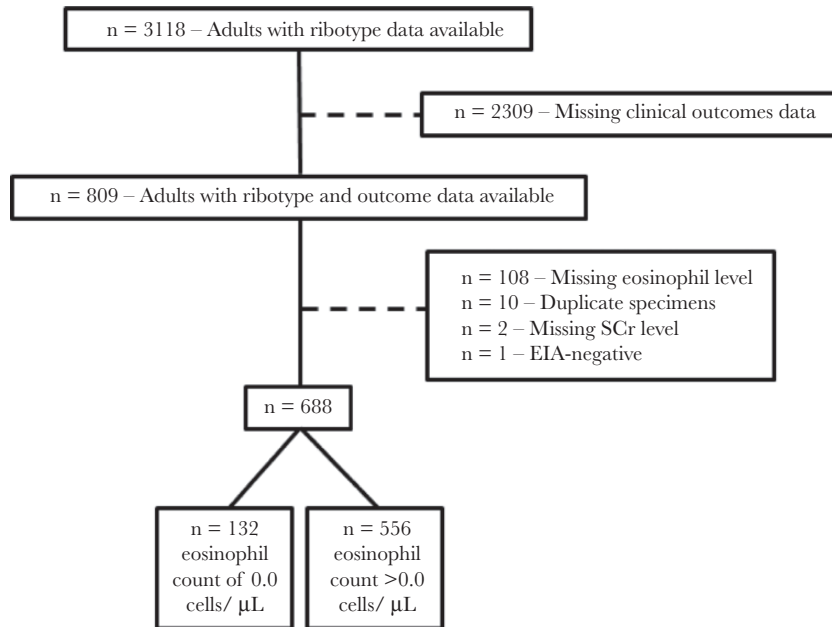 n = 3118 – Adults with ribotype data available
n = 2309 – Missing clinical outcomes data
n = 809 – Adults with ribotype and outcome data available
n = 108 – Missing eosinophil level
n = 10 – Duplicate specimens
n = 2 – Missing SCr level
n = 1 – EIA-negative
n = 688
n = 132
eosinophil
count of 0.0
cells/ μL
n = 556
eosinophil
count >0.0
cells/ μL